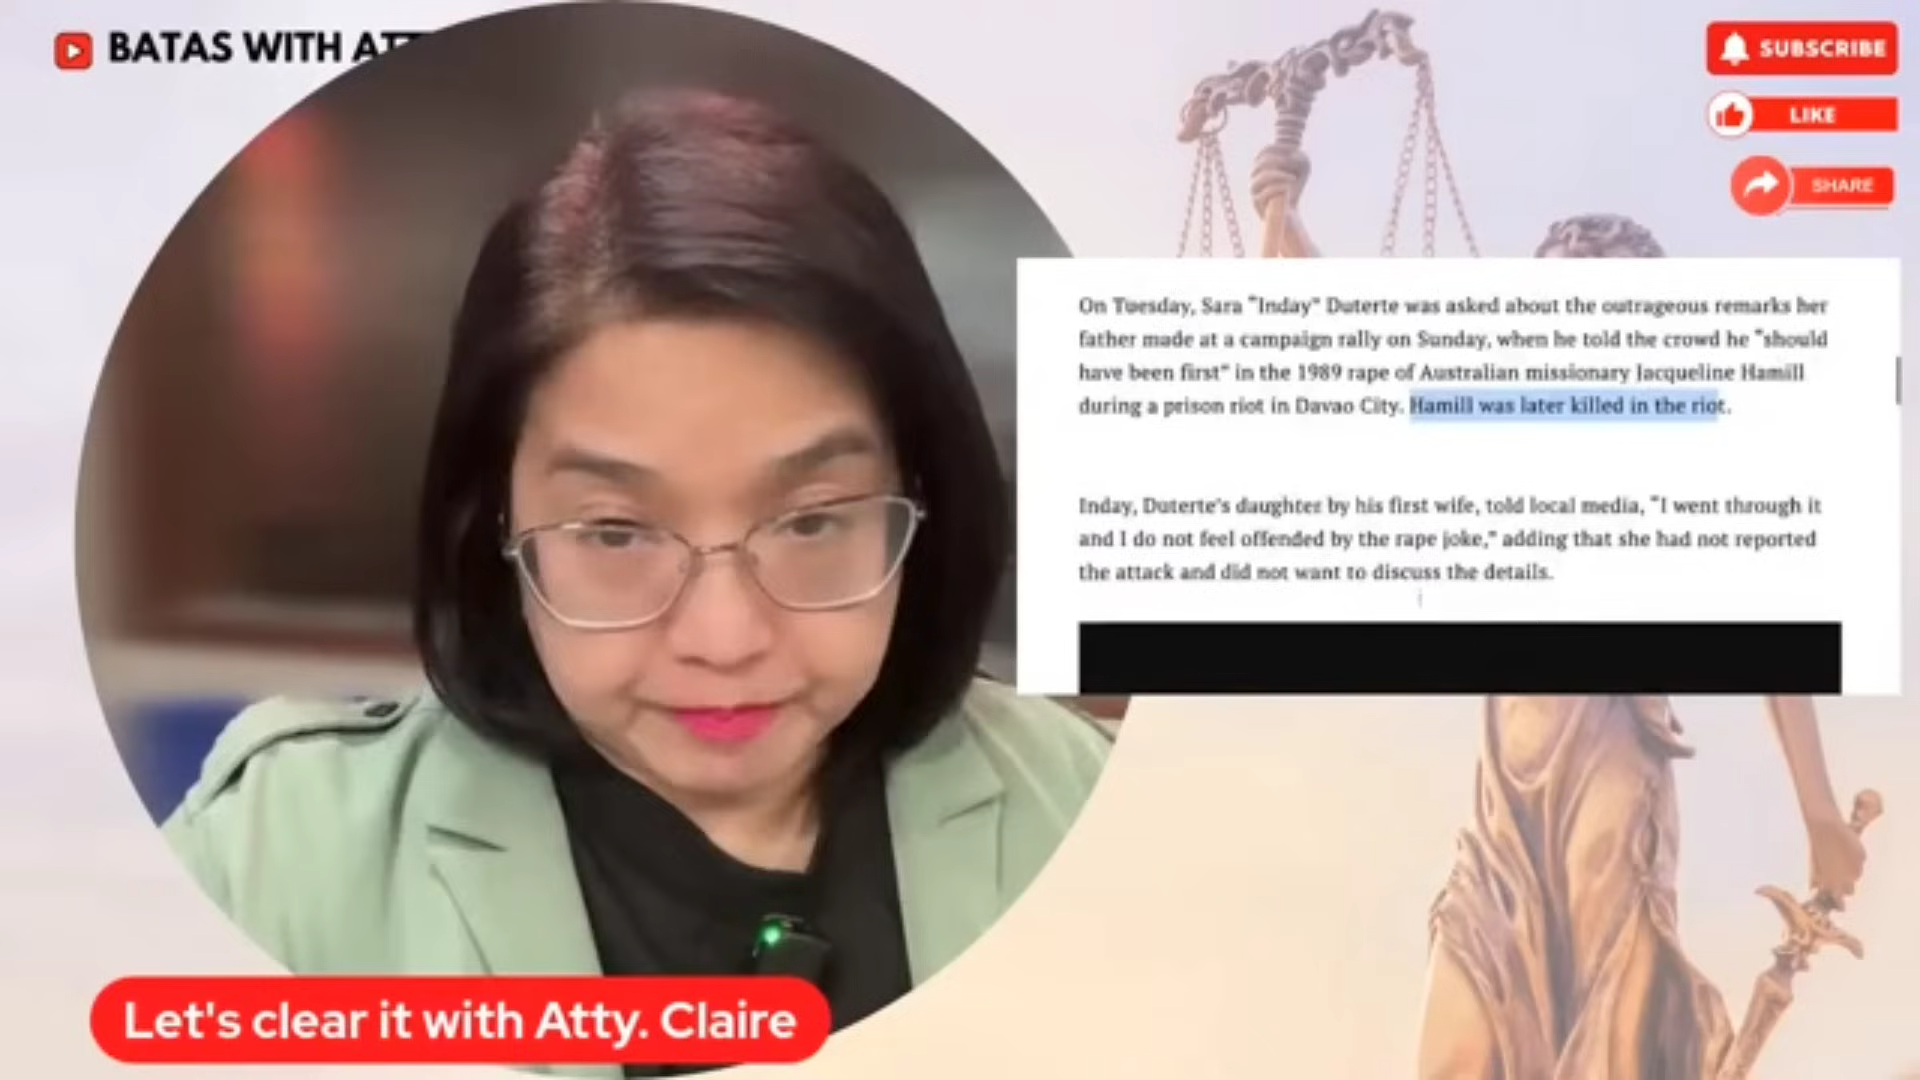 BATAS WITH ATT
SUBSCRIBE
LIKE
SHARE
On Tuesday, Sara "Inday" Duterte was asked about the outrageous remarks her
father made at a campaign rally on Sunday, when he told the crowd he "should
have been first" in the 1989 rape of Australian missionary Jacqueline Hamill
during a prison riot in Davao City. Hamill was later killed in the riot.
Inday, Duterte's daughter by his first wife, told local media, "I went through it
and I do not feel offended by the rape joke," adding that she had not reported
the attack and did not want to discuss the details.
Let's clear it with Atty. Claire